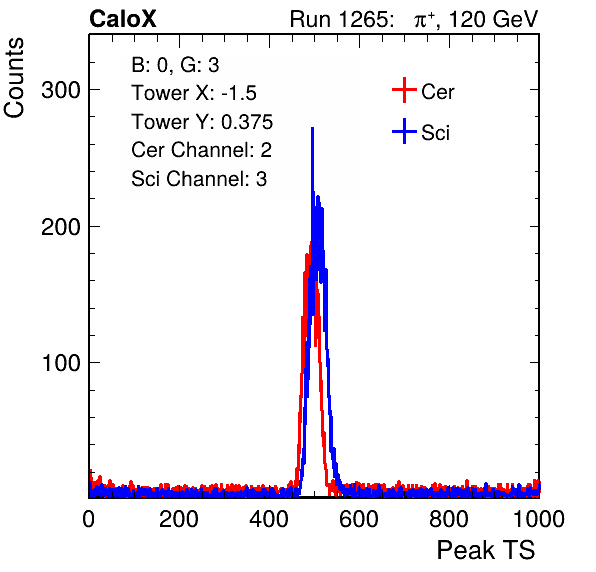 CaloX Run 1265: π⁺, 120 GeV
Counts
B: 0, G: 3
Tower X: -1.5
Tower Y: 0.375
Cer Channel: 2
Sci Channel: 3
Cer
Sci
300
200
100
0 200 400 600 800 1000
Peak TS